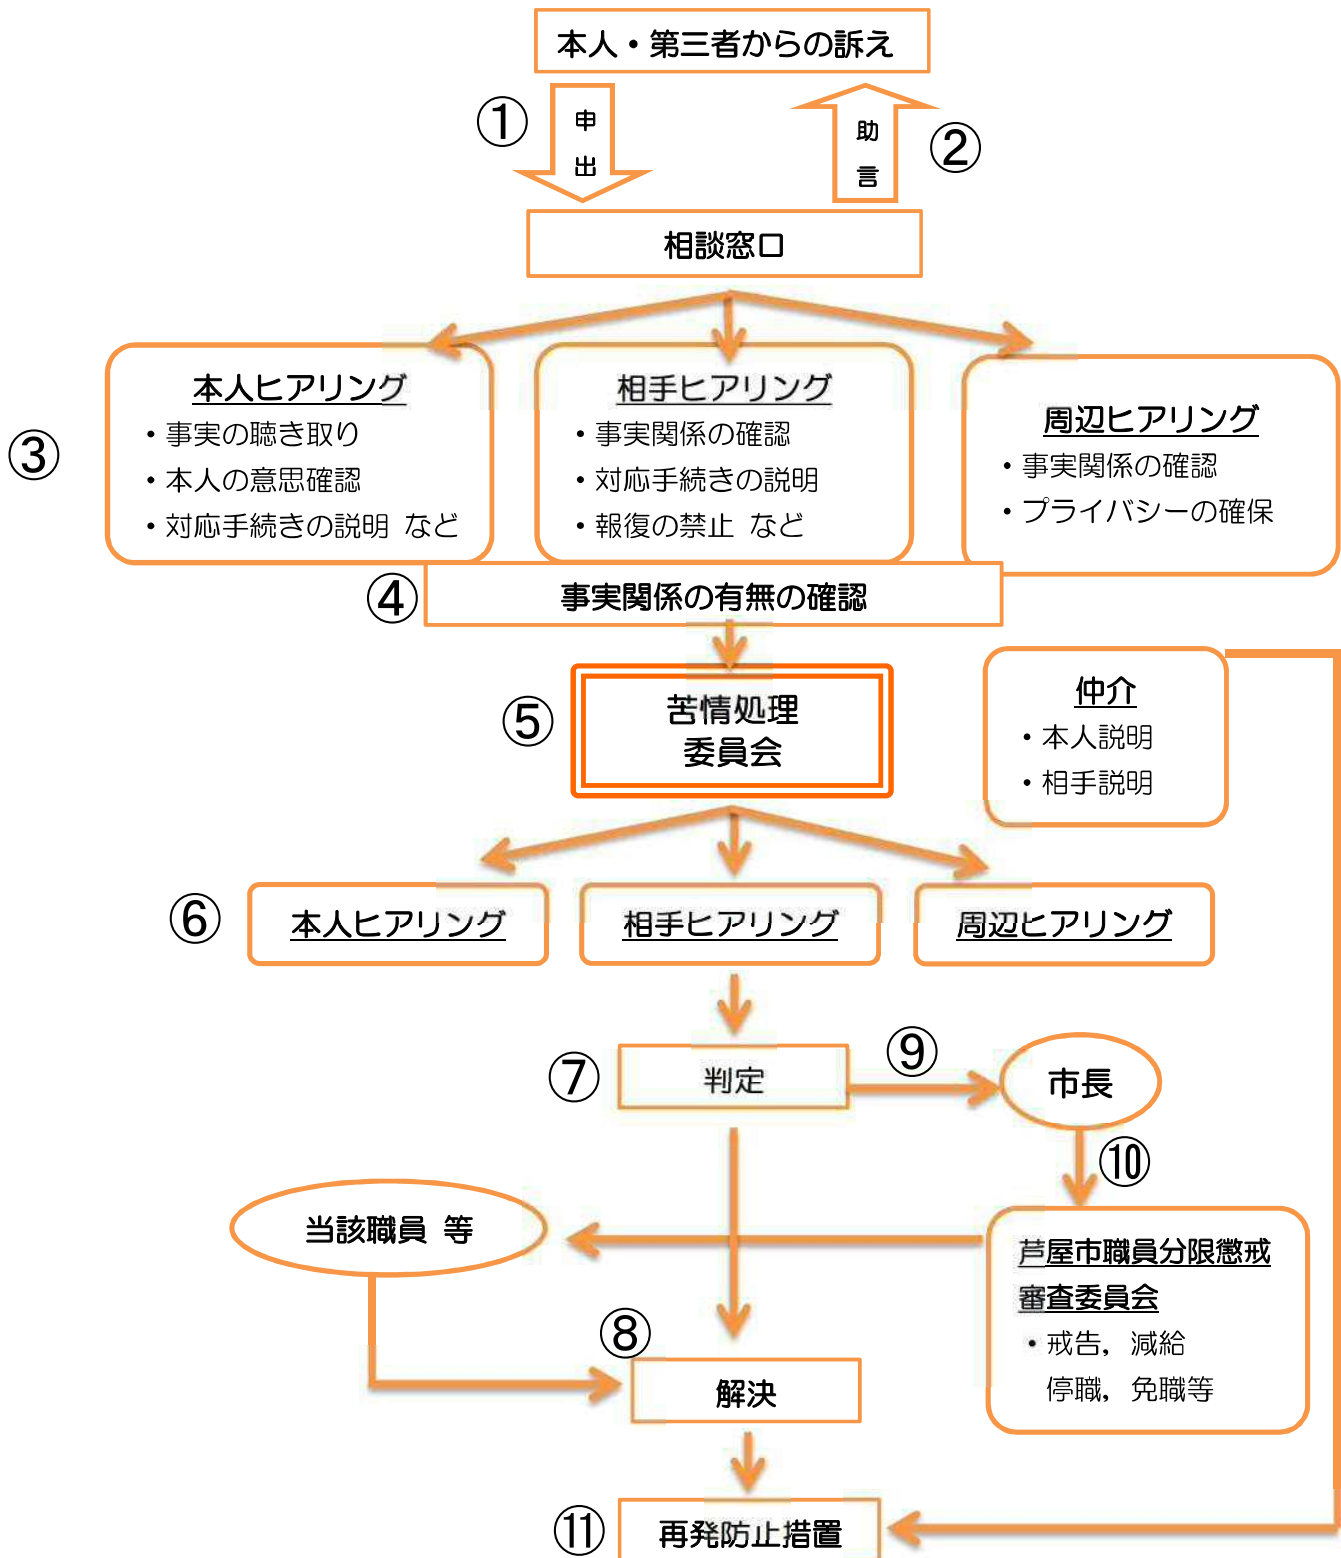 本人・第三者からの訴え
①
申出
助言
②
相談窓口
③
本人ヒアリング
・事実の聴き取り
・本人の意思確認
・対応手続きの説明 など
相手ヒアリング
・事実関係の確認
・対応手続きの説明
・報復の禁止 など
周辺ヒアリング
・事実関係の確認
・プライバシーの確保
④
事実関係の有無の確認
⑤
苦情処理
委員会
仲介
・本人説明
・相手説明
⑥
本人ヒアリング
相手ヒアリング
周辺ヒアリング
⑦
判定
⑨
市長
⑩
当該職員 等
芦屋市職員分限懲戒
審査委員会
・戒告，減給
停職，免職等
⑧
解決
⑪
再発防止措置